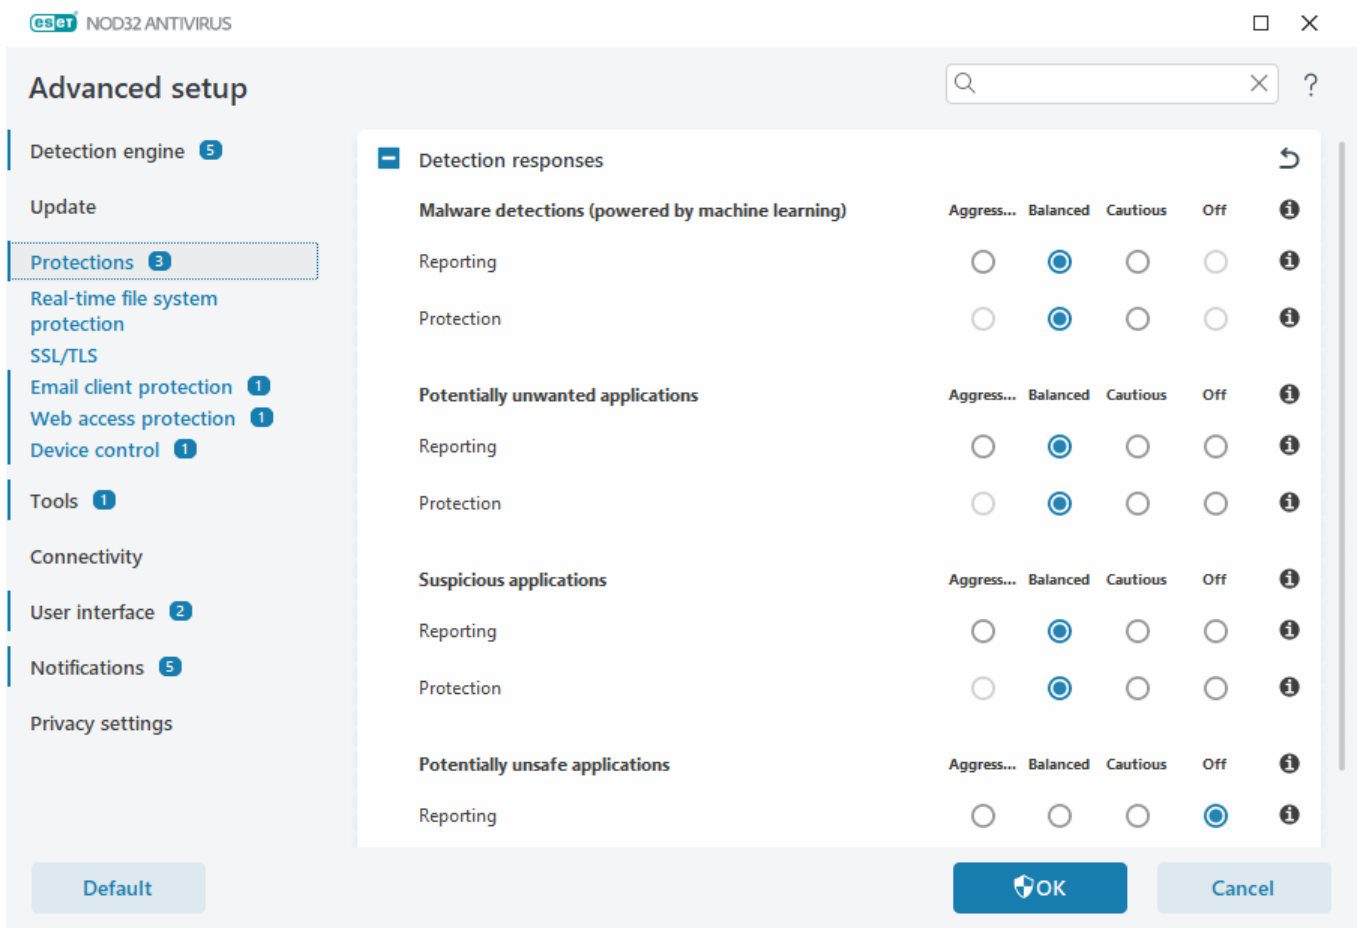 eset NOD32 ANTIVIRUS
Advanced setup
?
Detection engine 5
Update
Protections 3
Real-time file system
protection
SSL/TLS
Email client protection 1
Web access protection 1
Device control 1
Tools 1
Connectivity
User interface 2
Notifications 5
Privacy settings
Detection responses
Malware detections (powered by machine learning) Aggress... Balanced Cautious Off
Reporting
Protection
Potentially unwanted applications Aggress... Balanced Cautious Off
Reporting
Protection
Suspicious applications Aggress... Balanced Cautious Off
Reporting
Protection
Potentially unsafe applications Aggress... Balanced Cautious Off
Reporting
Default
OK
Cancel